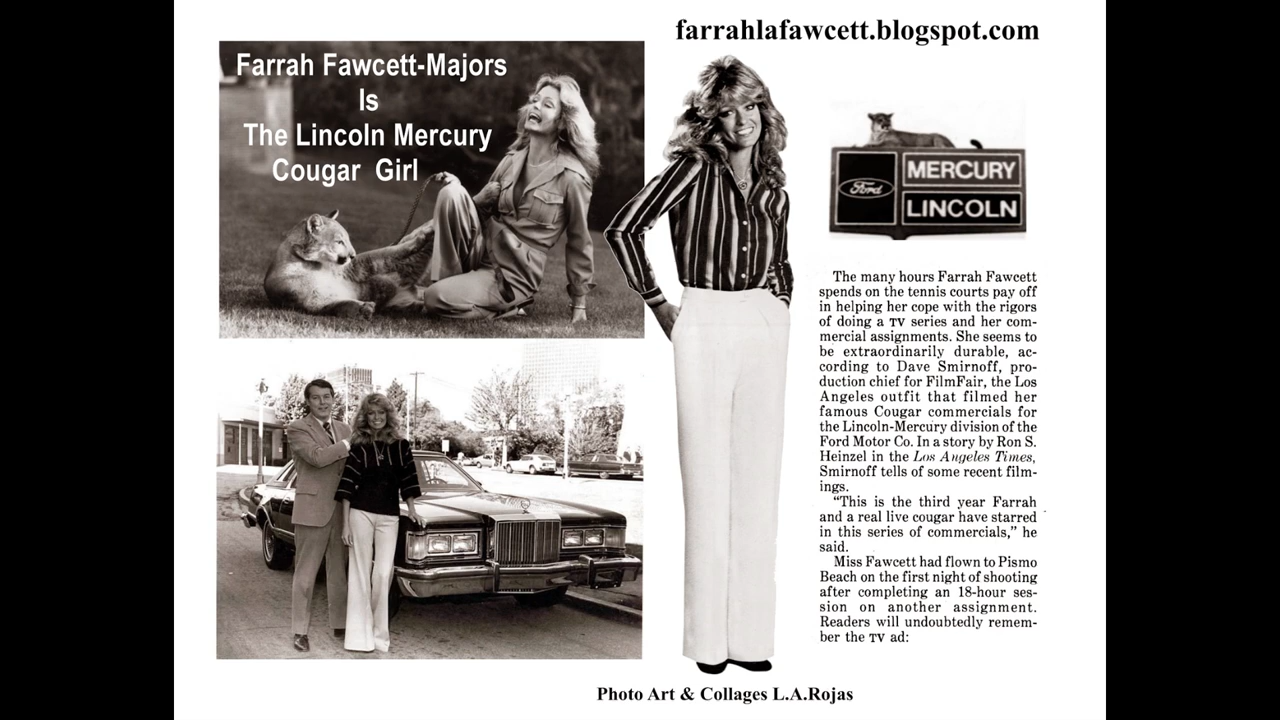 farrahlafawcett.blogspot.com
Farrah Fawcett-Majors
Is
The Lincoln Mercury
Cougar Girl
Ford
MERCURY
LINCOLN
The many hours Farrah Fawcett
spends on the tennis courts pay off
in helping her cope with the rigors
of doing a TV series and her com-
mercial assignments. She seems to
be extraordinarily durable, ac-
cording to Dave Smirnoff, pro-
duction chief for FilmFair, the Los
Angeles outfit that filmed her
famous Cougar commercials for
the Lincoln-Mercury division of the
Ford Motor Co. In a story by Ron S.
Heinzel in the Los Angeles Times,
Smirnoff tells of some recent film-
ings.
"This is the third year Farrah
and a real live cougar have starred
in this series of commercials," he
said.
Miss Fawcett had flown to Pismo
Beach on the first night of shooting
after completing an 18-hour ses-
sion on another assignment.
Readers will undoubtedly remem-
ber the TV ad:
Photo Art & Collages L.A.Rojas